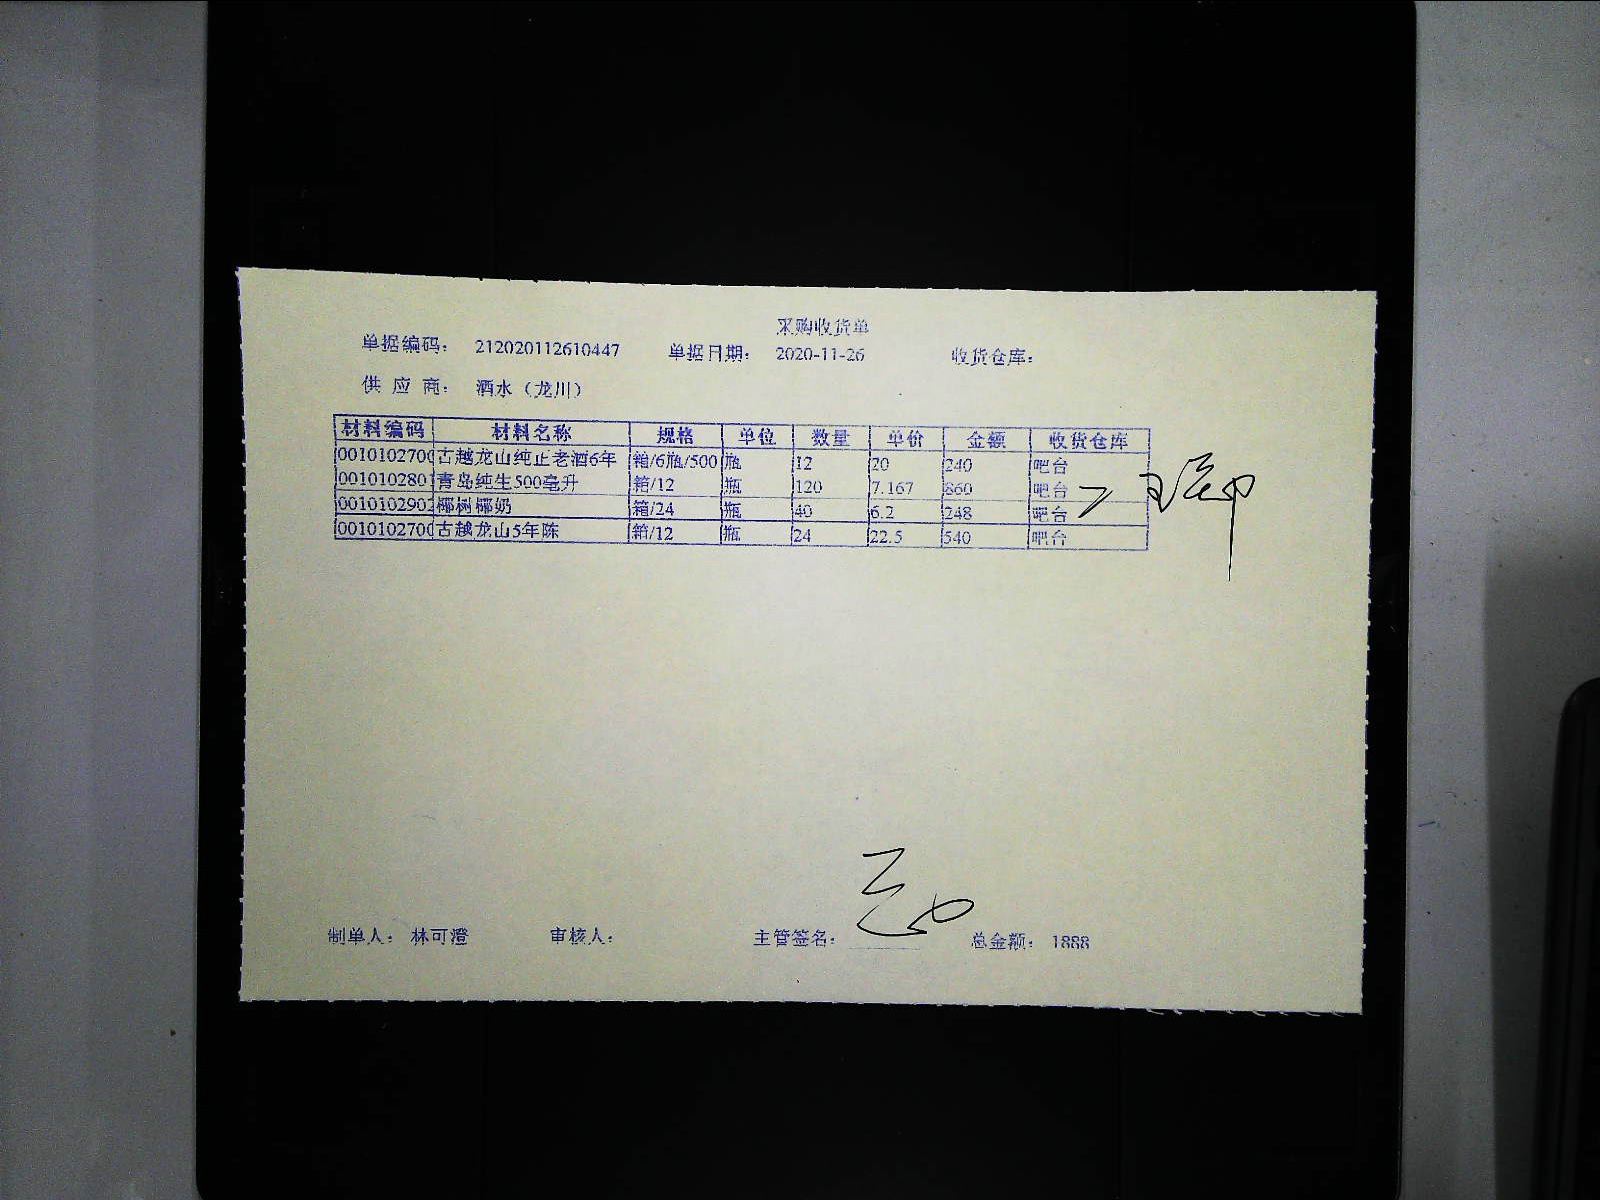 采购收货单
单据编码： 212020112610447 单据日期： 2020-11-26 收货仓库：
供 应 商： 酒水（龙川）
材料编码 材料名称 规格 单位 数量 单价 金额 收货仓库
0010102700 古越龙山纯正老酒6年 箱/6瓶/500 瓶 12 20 240 吧台
0010102801 青岛纯生500毫升 箱/12 瓶 120 7.167 860 吧台
0010102902 椰树椰奶 箱/24 瓶 40 6.2 248 吧台
0010102700 古越龙山5年陈 箱/12 瓶 24 22.5 540 吧台
制单人： 林可澄 审核人： 主管签名： 总金额： 1888